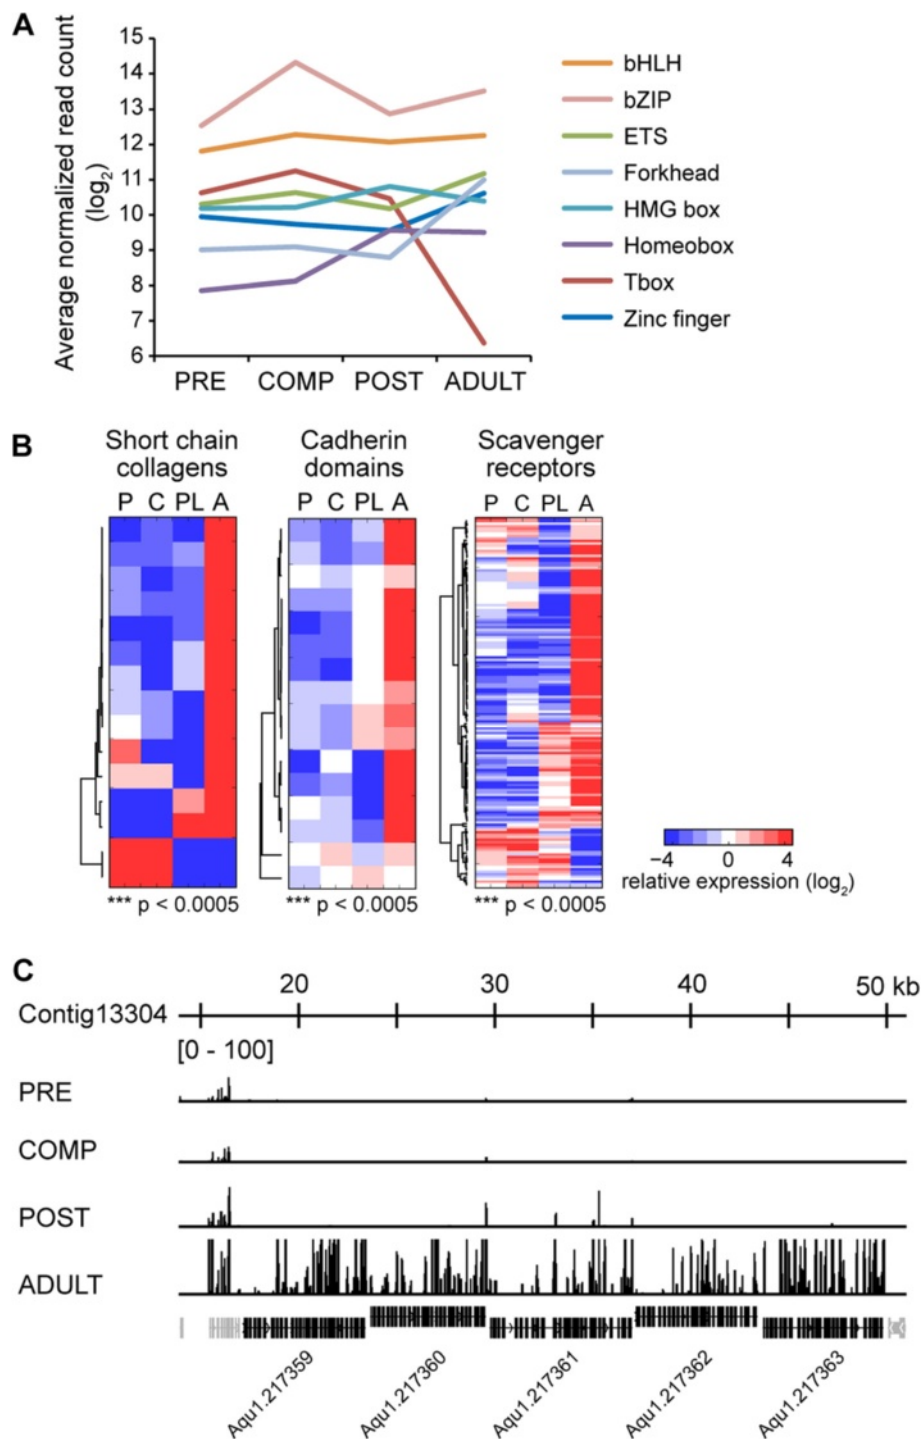 A
Average normalized read count
(log2)
15
14
13
12
11
10
9
8
7
6
PRE COMP POST ADULT
bHLH
bZIP
ETS
Forkhead
HMG box
Homeobox
Tbox
Zinc finger
B
Short chain
collagens
P C PL A
*** p < 0.0005
Cadherin
domains
P C PL A
*** p < 0.0005
Scavenger
receptors
P C PL A
*** p < 0.0005
−4 0 4
relative expression (log2)
C
20 30 40 50 kb
Contig13304
[0 - 100]
PRE
COMP
POST
ADULT
Aqu1.217359
Aqu1.217360
Aqu1.217361
Aqu1.217362
Aqu1.217363